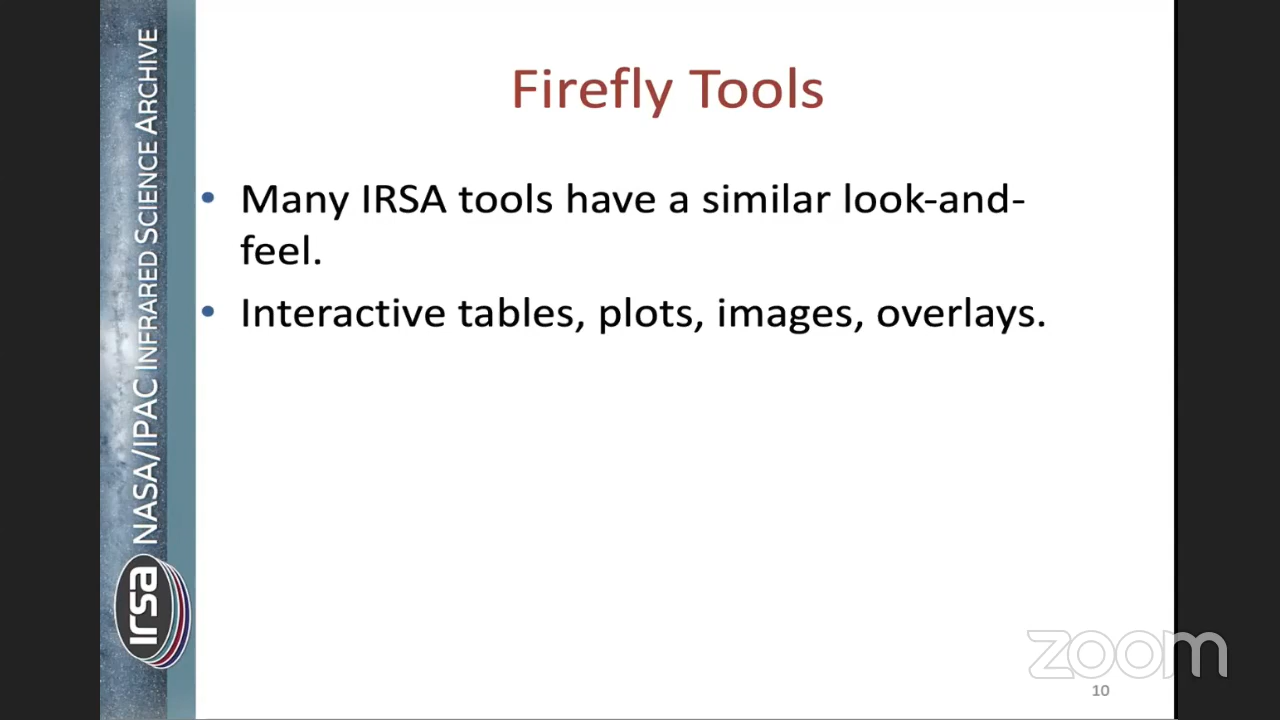 Firefly Tools
• Many IRSA tools have a similar look-and-
feel.
• Interactive tables, plots, images, overlays.
NASA/IPAC INFRARED SCIENCE ARCHIVE
irsa
zoom
10